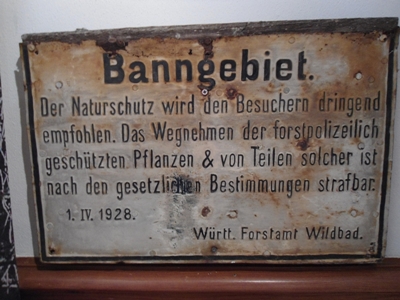 Banngebiet.
Der Naturschutz wird den Besuchern dringend
empfohlen. Das Wegnehmen der forstpolizeilich
geschützten Pflanzen & von Teilen solcher ist
nach den gesetzlichen Bestimmungen strafbar.
1. IV. 1928.
Württ. Forstamt Wildbad.